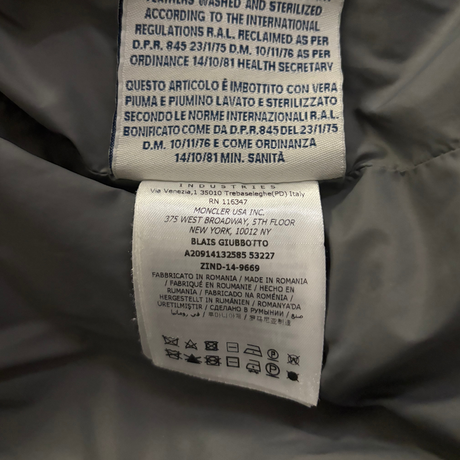 FEATHERS WASHED AND STERILIZED
ACCORDING TO THE INTERNATIONAL
REGULATIONS R.A.L. RECLAIMED AS PER
D.P.R. 845 23/1/75 D.M. 10/11/76 AS PER
ORDINANCE 14/10/81 HEALTH SECRETARY
QUESTO ARTICOLO È IMBOTTITO CON VERA
PIUMA E PIUMINO LAVATO E STERILIZZATO
SECONDO LE NORME INTERNAZIONALI R.A.L.
BONIFICATO COME DA D.P.R. 845 DEL 23/1/75
D.M. 10/11/76 E COME ORDINANZA
14/10/81 MIN. SANITÀ
INDUSTRIES
Via Venezia,1 35010 Trebaseleghe(PD) Italy
RN 116347
MONCLER USA INC.
375 WEST BROADWAY, 5TH FLOOR
NEW YORK, 10012 NY
BLAIS GIUBBOTTO
A20914132585 53227
ZIND-14-9669
FABBRICATO IN ROMANIA / MADE IN ROMANIA
/ FABRIQUÉ EN ROUMANIE / HECHO EN
RUMANÍA / FABRICADO NA ROMÉNIA /
HERGESTELLT IN RUMÄNIEN / ROMANYA'DA
ÜRETILMIŞTIR / СДЕЛАНО В РУМЫНИИ / صنع
في رومانيا /